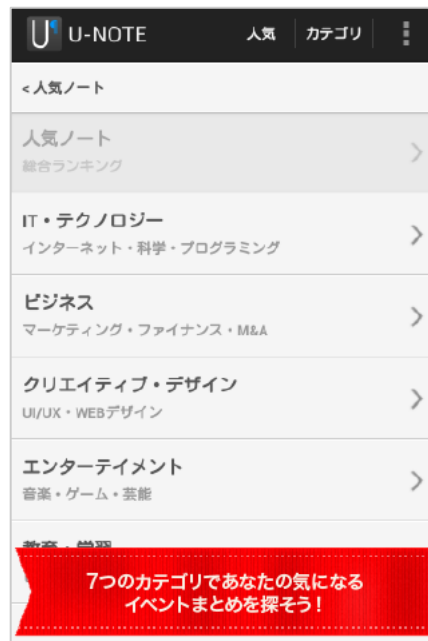 U-NOTE 人気 カテゴリ
<人気ノート
人気ノート
総合ランキング
IT・テクノロジー
インターネット・科学・プログラミング
ビジネス
マーケティング・ファイナンス・M&A
クリエイティブ・デザイン
UI/UX・WEBデザイン
エンターテイメント
音楽・ゲーム・芸能
教育・学習
7つのカテゴリであなたの気になる
イベントまとめを探そう!